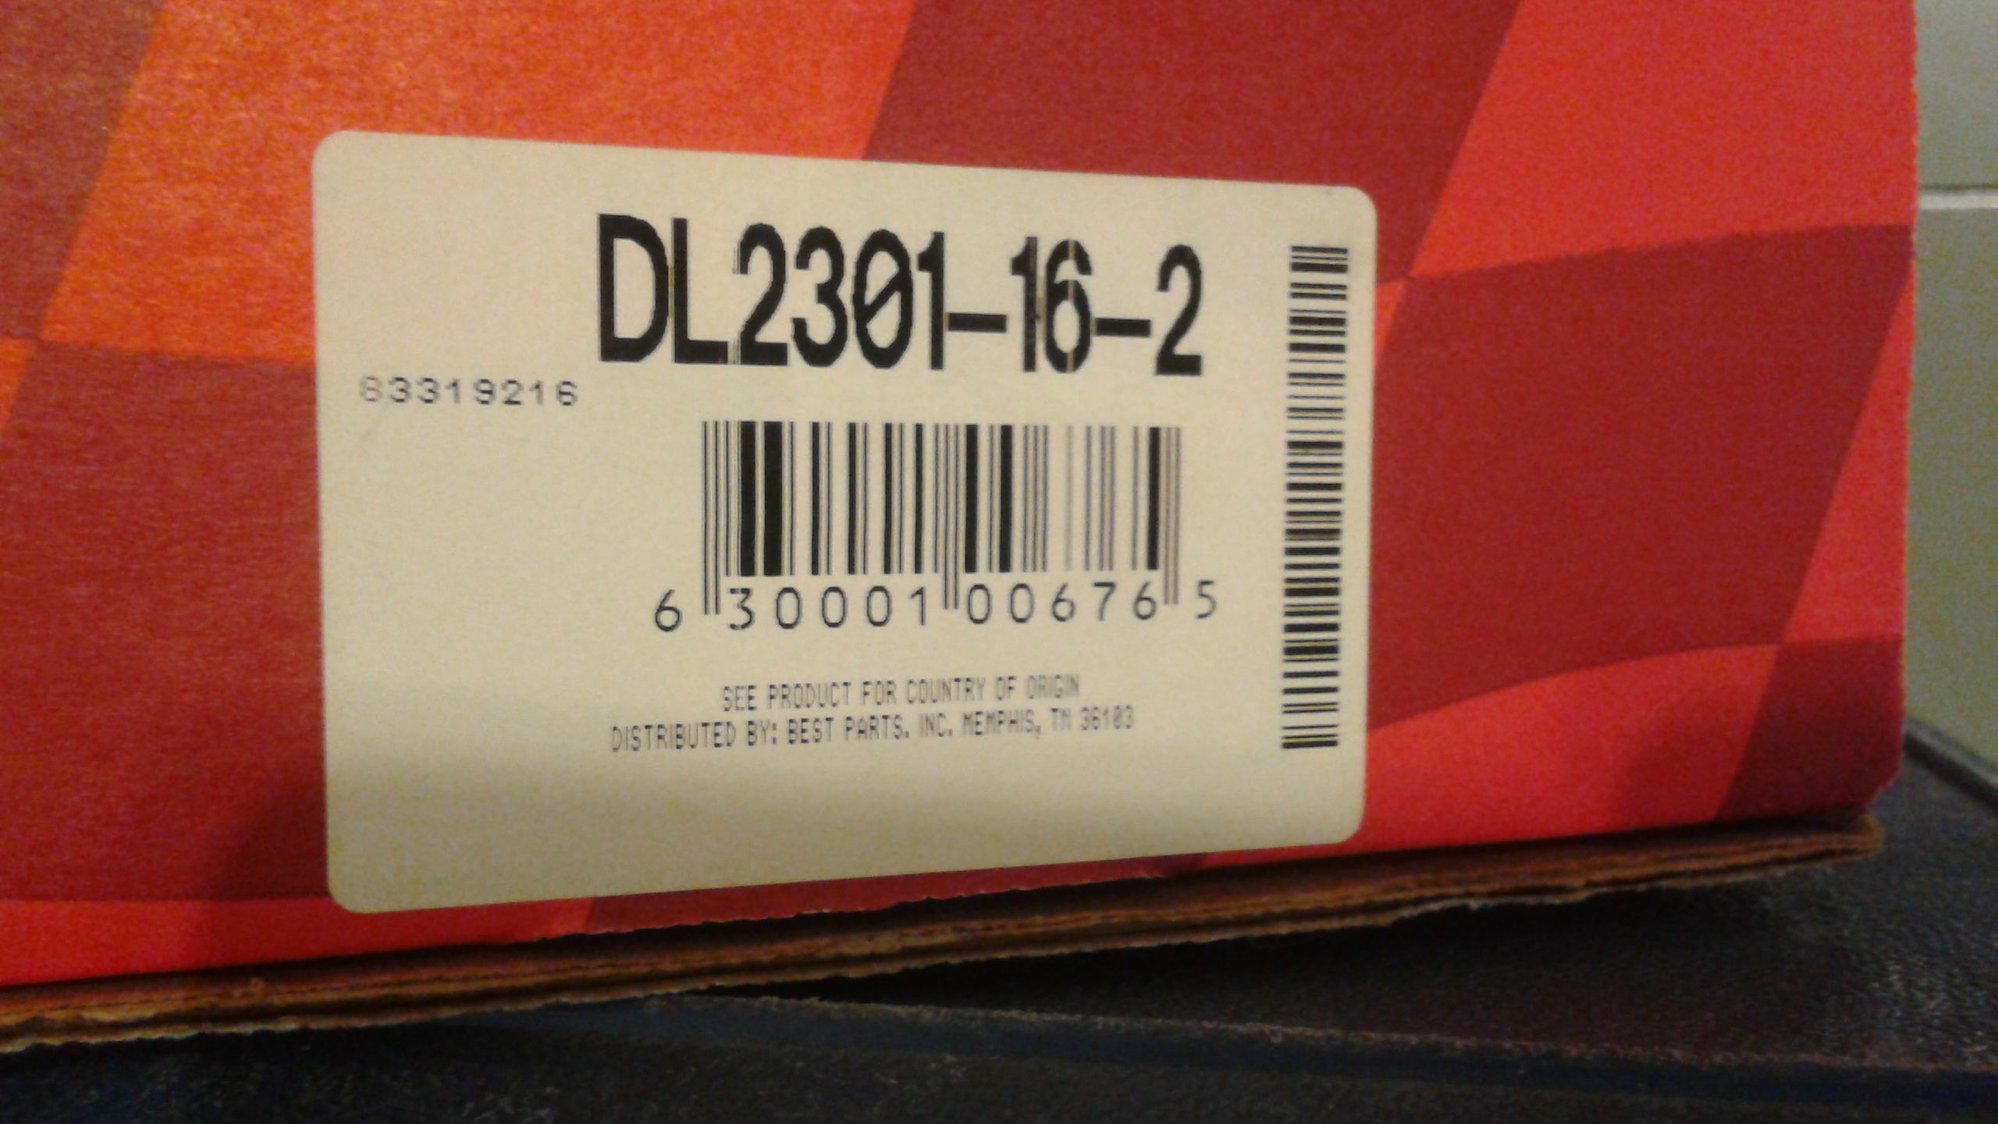 DL2301-16-2
83319216
6 30001 00676 5
SEE PRODUCT FOR COUNTRY OF ORIGIN
DISTRIBUTED BY: BEST PARTS. INC. MEMPHIS, TN 36103